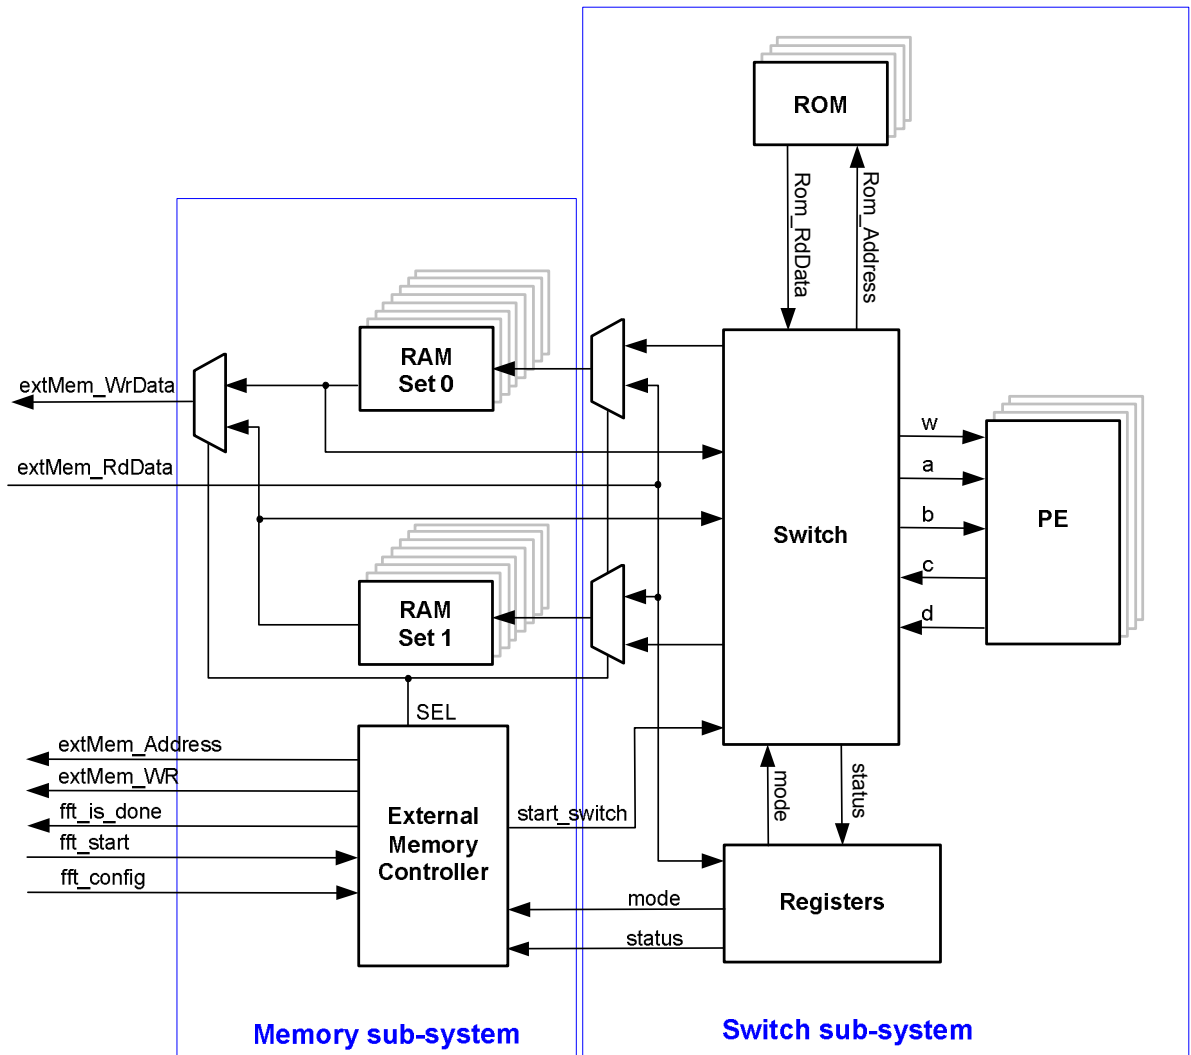 ROM
Rom_RdData
Rom_Address
RAM
Set 0
extMem_WrData
extMem_RdData
w
a
b
c
d
PE
Switch
RAM
Set 1
SEL
extMem_Address
extMem_WR
fft_is_done
fft_start
fft_config
External
Memory
Controller
start_switch
mode
status
mode
status
Registers
Memory sub-system
Switch sub-system